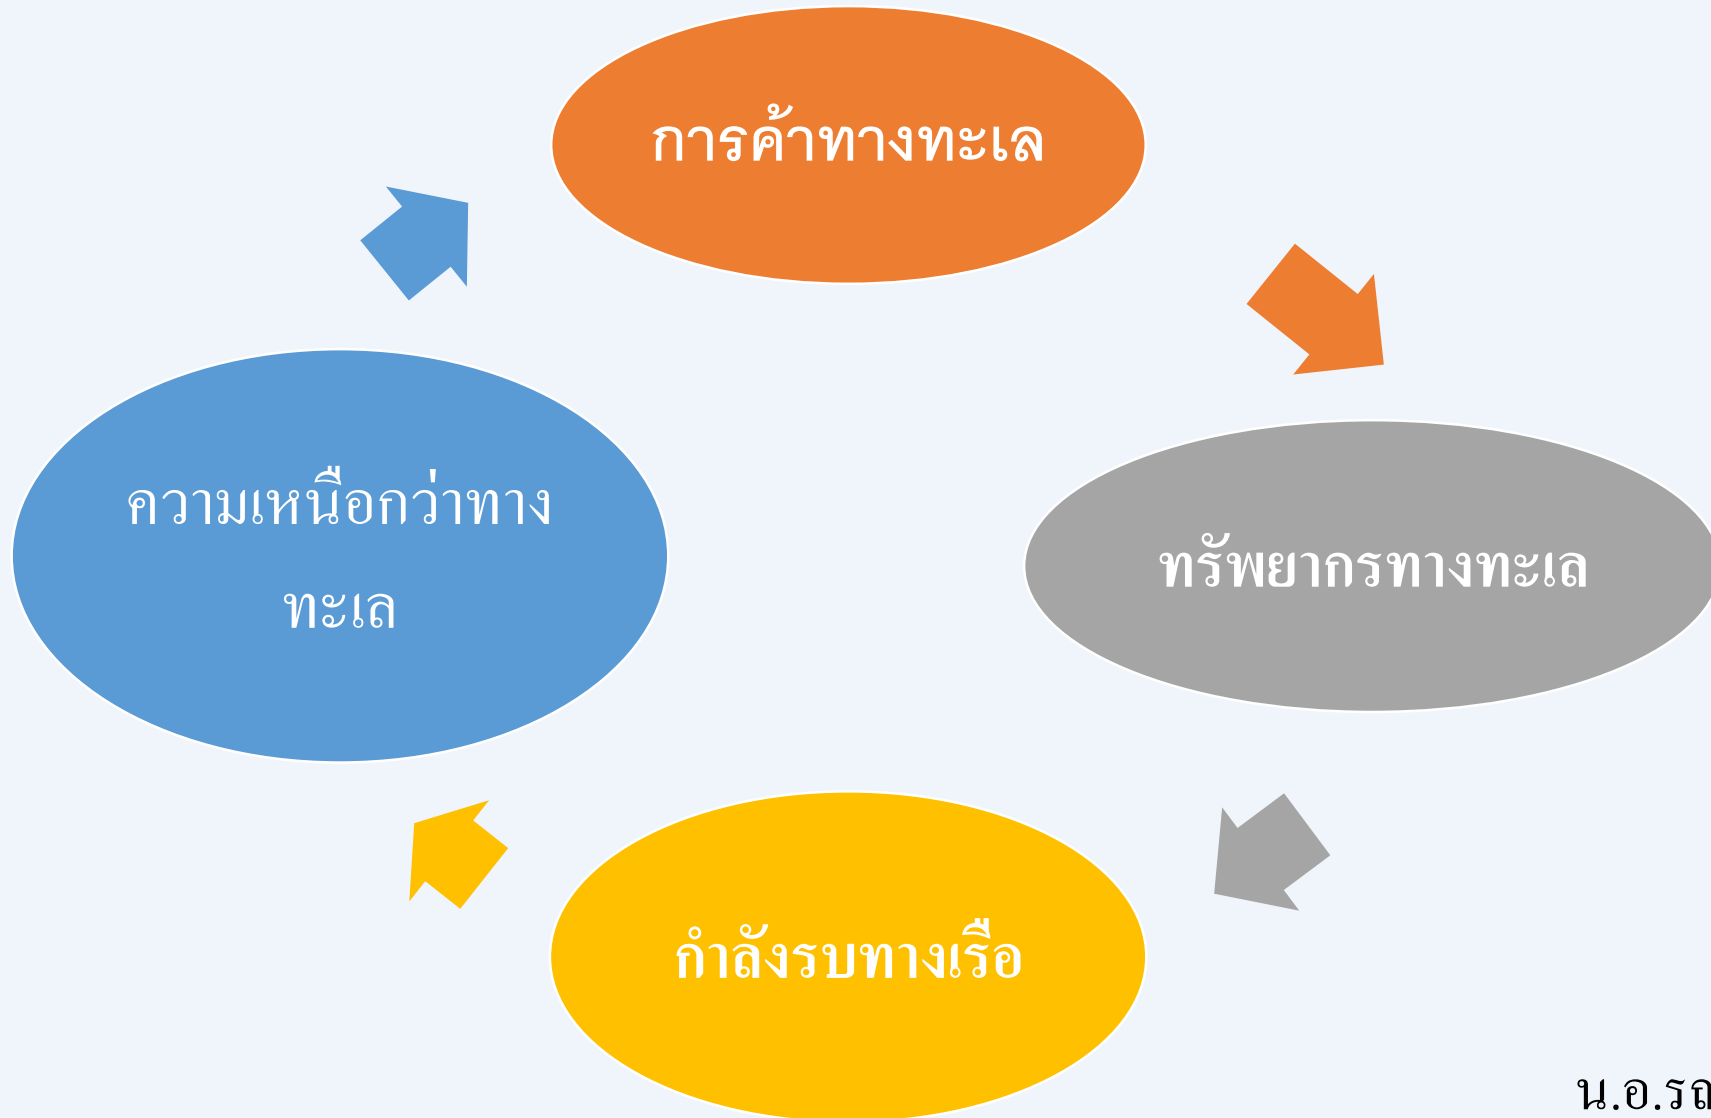 การค้าทางทะเล
ความเหนือกว่าทาง
ทะเล
ทรัพยากรทางทะเล
กำลังรบทางเรือ
น.อ.รถ